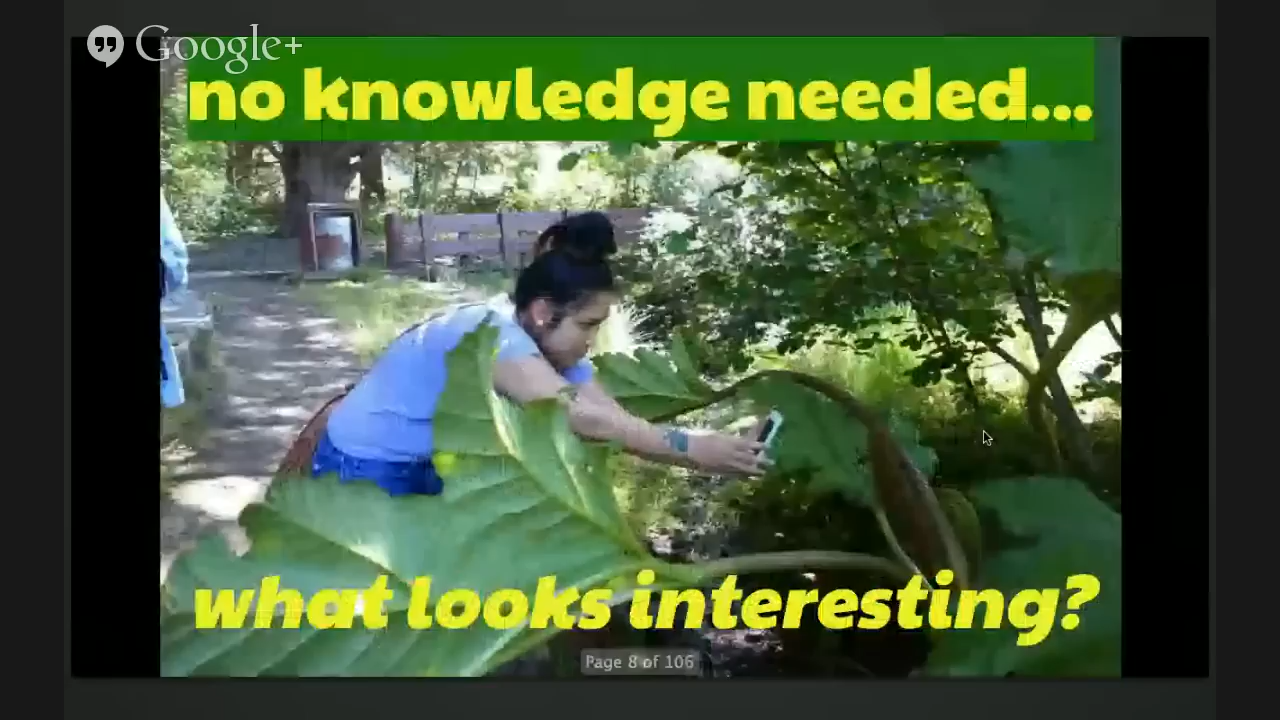 Google+
no knowledge needed...
what looks interesting?
Page 8 of 106